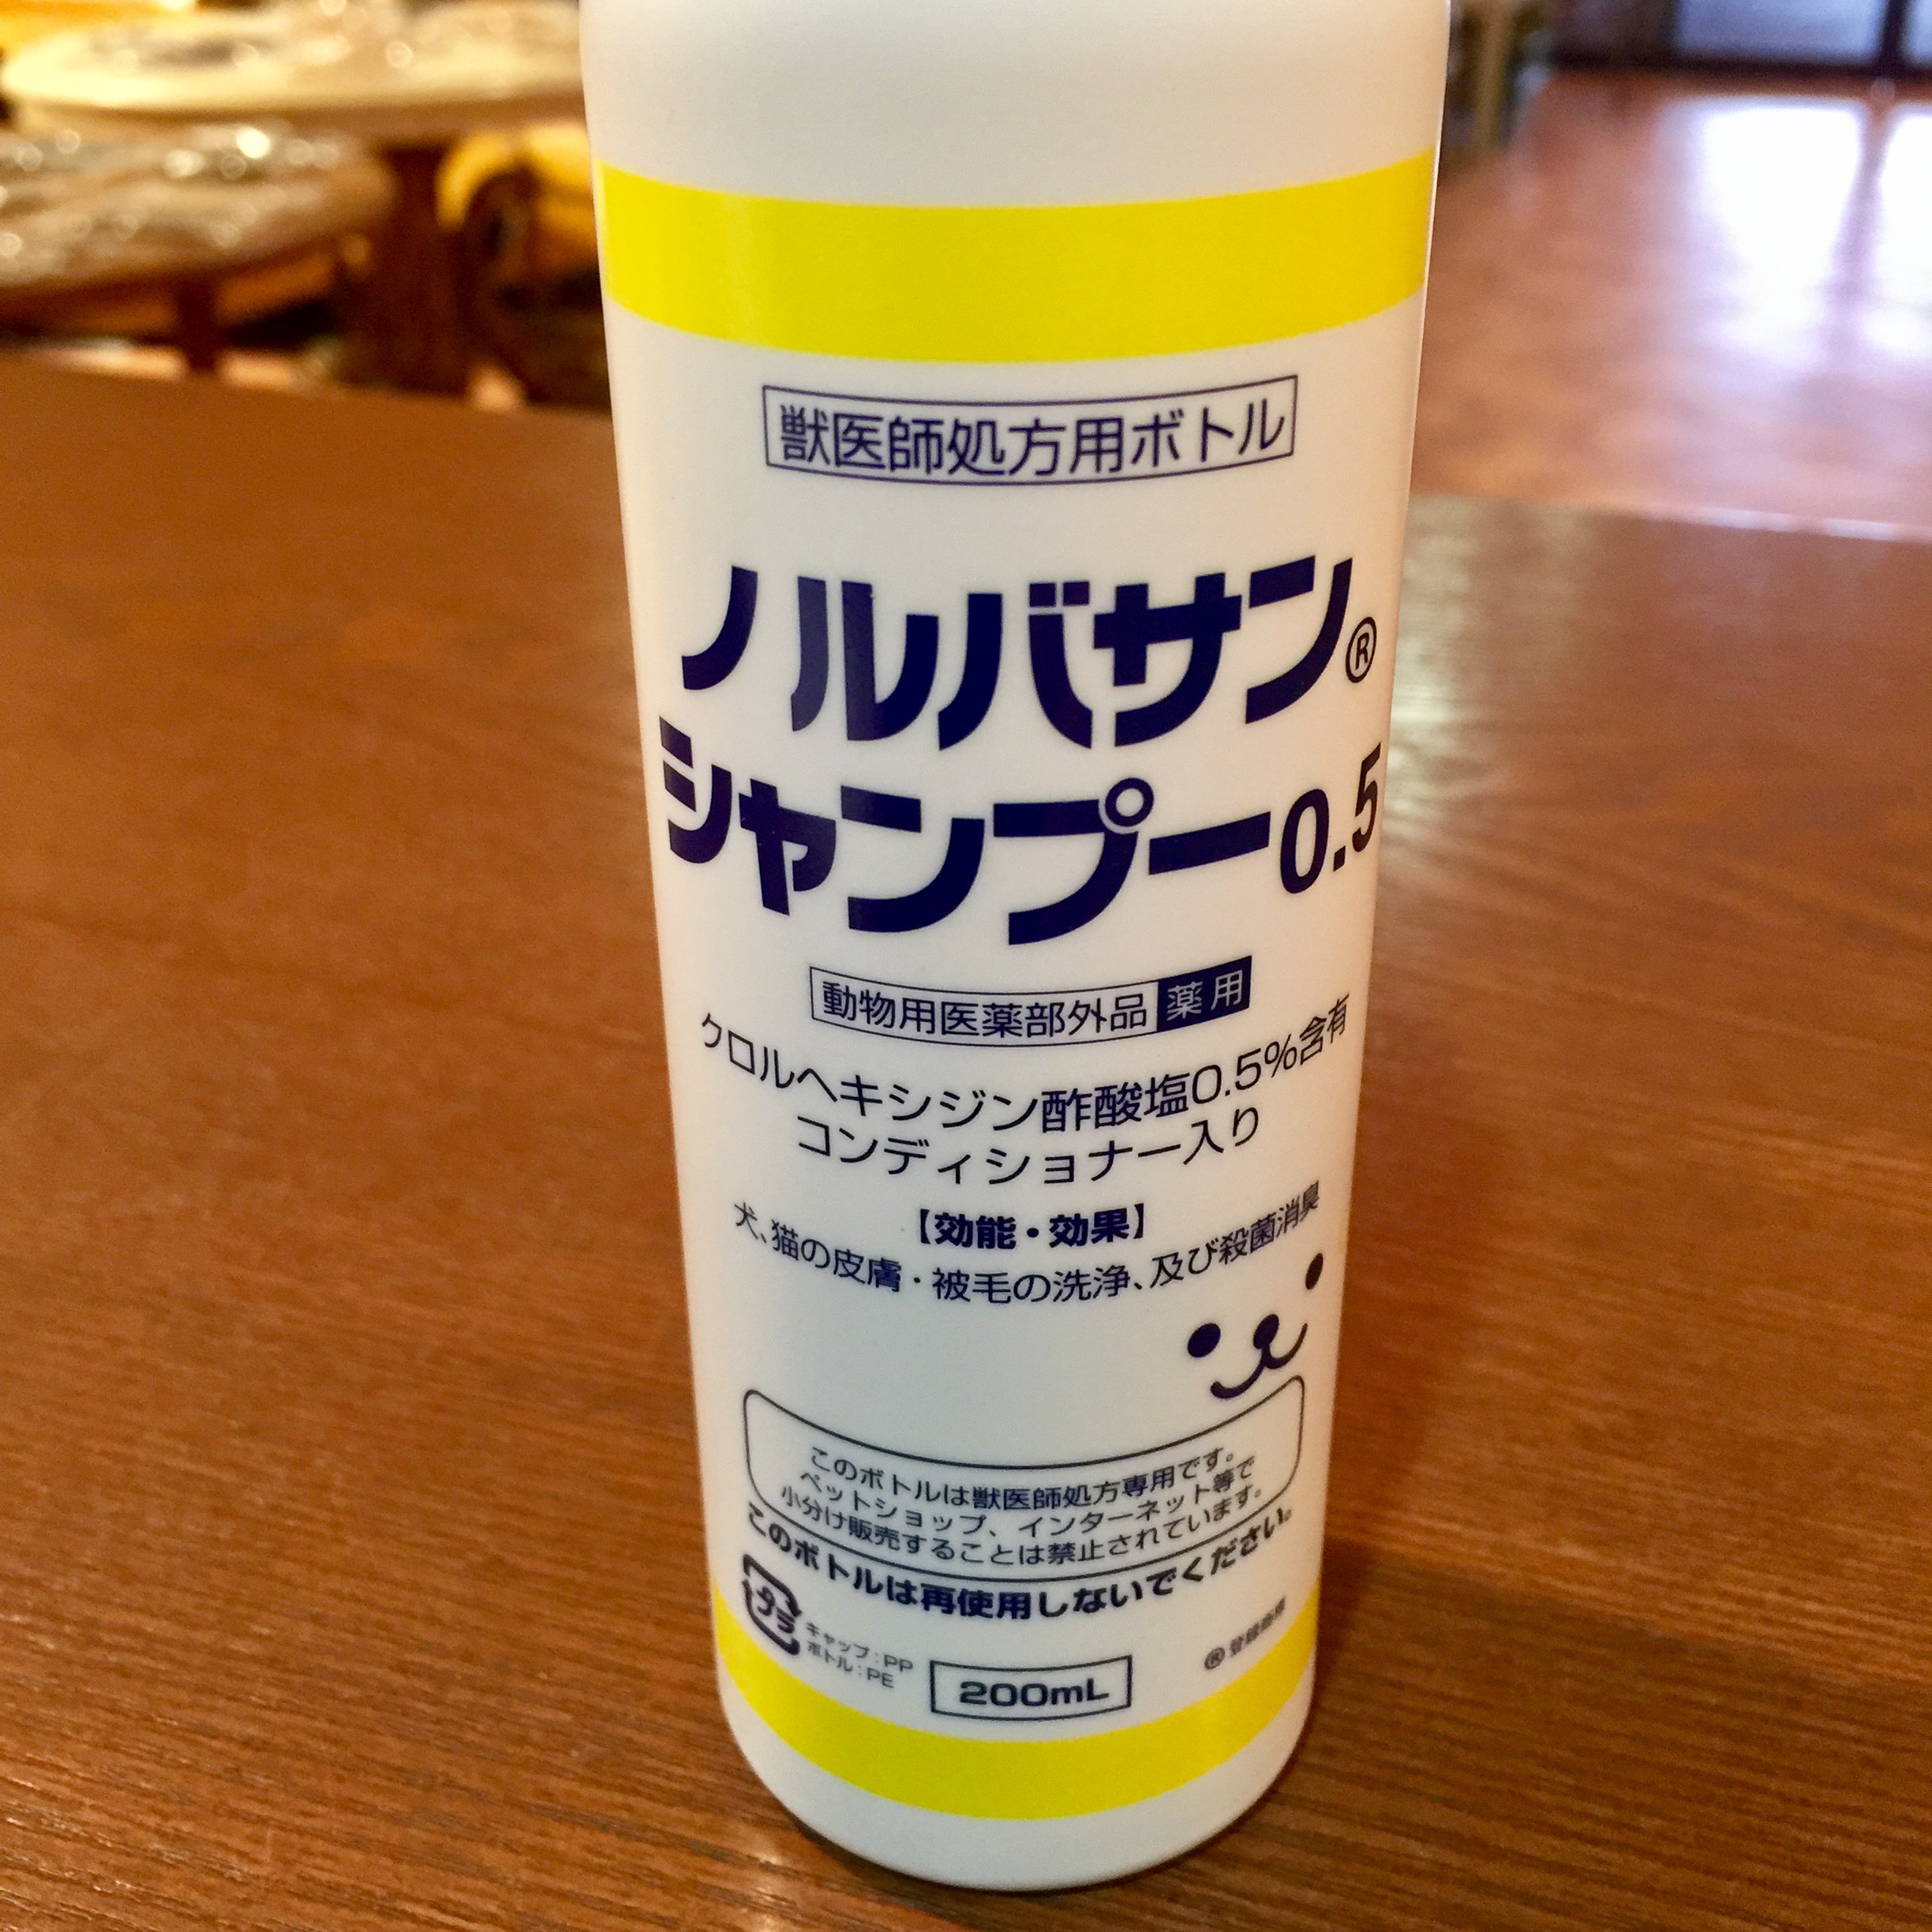 獣医師処方用ボトル
ノルバサン®
シャンプー0.5
動物用医薬部外品 薬用
クロルヘキシジン酢酸塩0.5%含有
コンディショナー入り
【効能・効果】
犬、猫の皮膚・被毛の洗浄、及び殺菌消臭
このボトルは獣医師処方専用です。
ペットショップ、インターネット等で
小分け販売することは禁止されています。
このボトルは再使用しないでください。
プラ
キャップ:PP
ボトル:PE
200mL
®登録商標